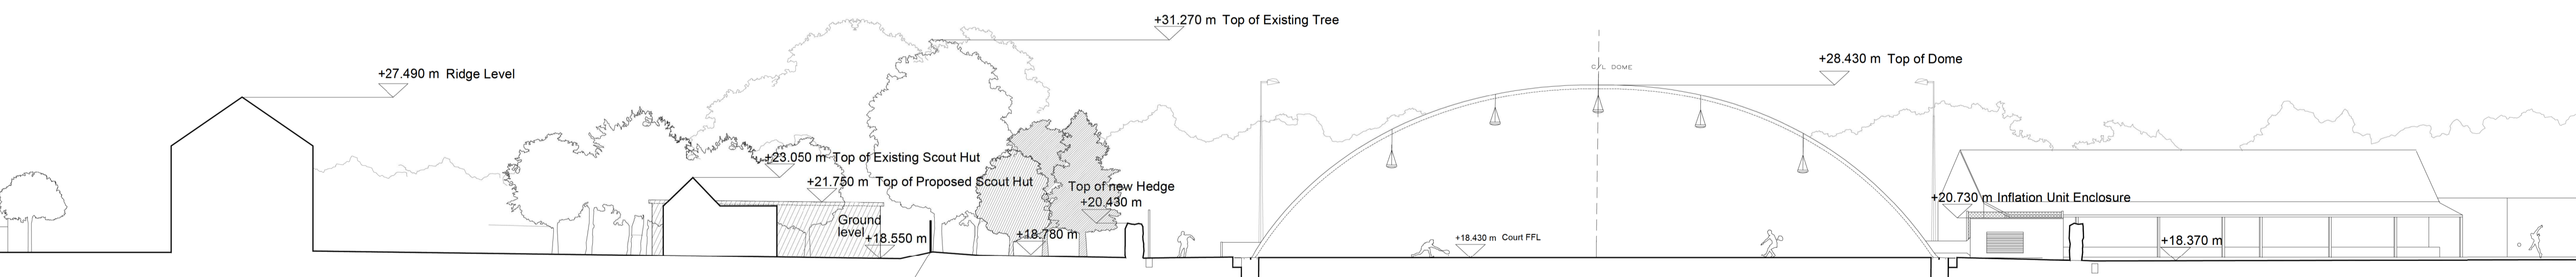 +31.270 m Top of Existing Tree
+28.430 m Top of Dome
C/L DOME
+27.490 m Ridge Level
+23.050 m Top of Existing Scout Hut
+21.750 m Top of Proposed Scout Hut
Top of new Hedge
+20.430 m
+20.730 m Inflation Unit Enclosure
Ground
level
+18.550 m
+18.780 m
+18.430 m Court FFL
+18.370 m